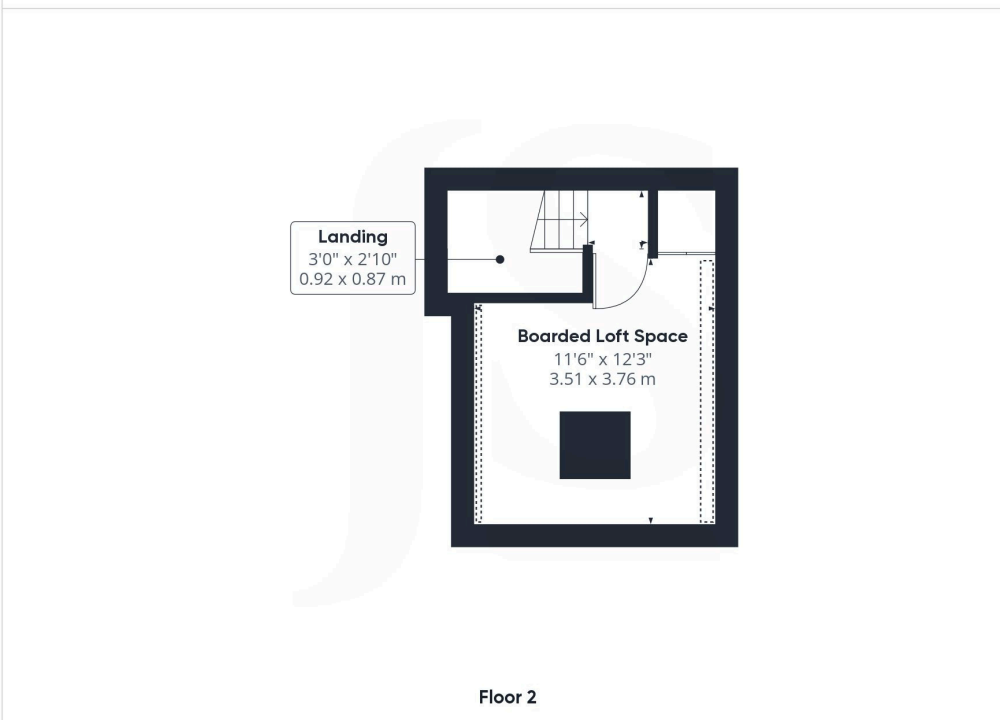 Landing
3'0" x 2'10"
0.92 x 0.87 m
Boarded Loft Space
11'6" x 12'3"
3.51 x 3.76 m
JS
Floor 2